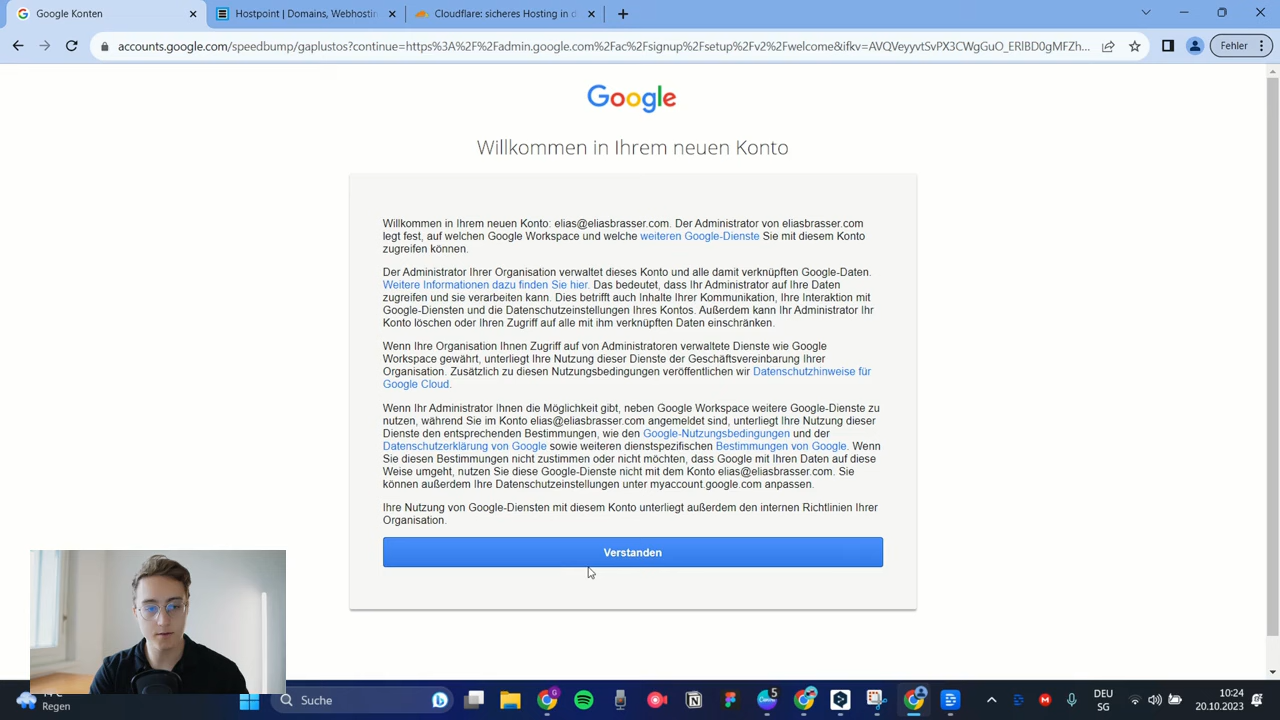 Google Konten
Hostpoint | Domains, Webhostin
Cloudflare: sicheres Hosting in d
accounts.google.com/speedbump/gaplustos?continue=https%3A%2F%2Fadmin.google.com%2Fac%2Fsignup%2Fsetup%2Fv2%2Fwelcome&ifkv=AVQVeyyvtSvPX3CWgGuO_ERlBD0gMFZh...
Fehler
Google
Willkommen in Ihrem neuen Konto
Willkommen in Ihrem neuen Konto: elias@eliasbrasser.com. Der Administrator von eliasbrasser.com
legt fest, auf welchen Google Workspace und welche weiteren Google-Dienste Sie mit diesem Konto
zugreifen können.
Der Administrator Ihrer Organisation verwaltet dieses Konto und alle damit verknüpften Google-Daten.
Weitere Informationen dazu finden Sie hier. Das bedeutet, dass Ihr Administrator auf Ihre Daten
zugreifen und sie verarbeiten kann. Dies betrifft auch Inhalte Ihrer Kommunikation, Ihre Interaktion mit
Google-Diensten und die Datenschutzeinstellungen Ihres Kontos. Außerdem kann Ihr Administrator Ihr
Konto löschen oder Ihren Zugriff auf alle mit ihm verknüpften Daten einschränken.
Wenn Ihre Organisation Ihnen Zugriff auf von Administratoren verwaltete Dienste wie Google
Workspace gewährt, unterliegt Ihre Nutzung dieser Dienste der Geschäftsvereinbarung Ihrer
Organisation. Zusätzlich zu diesen Nutzungsbedingungen veröffentlichen wir Datenschutzhinweise für
Google Cloud.
Wenn Ihr Administrator Ihnen die Möglichkeit gibt, neben Google Workspace weitere Google-Dienste zu
nutzen, während Sie im Konto elias@eliasbrasser.com angemeldet sind, unterliegt Ihre Nutzung dieser
Dienste den entsprechenden Bestimmungen, wie den Google-Nutzungsbedingungen und der
Datenschutzerklärung von Google sowie weiteren dienstspezifischen Bestimmungen von Google. Wenn
Sie diesen Bestimmungen nicht zustimmen oder nicht möchten, dass Google mit Ihren Daten auf diese
Weise umgeht, nutzen Sie diese Google-Dienste nicht mit dem Konto elias@eliasbrasser.com. Sie
können außerdem Ihre Datenschutzeinstellungen unter myaccount.google.com anpassen.
Ihre Nutzung von Google-Diensten mit diesem Konto unterliegt außerdem den internen Richtlinien Ihrer
Organisation.
Verstanden
Regen
Suche
5
DEU
SG
10:24
20.10.2023